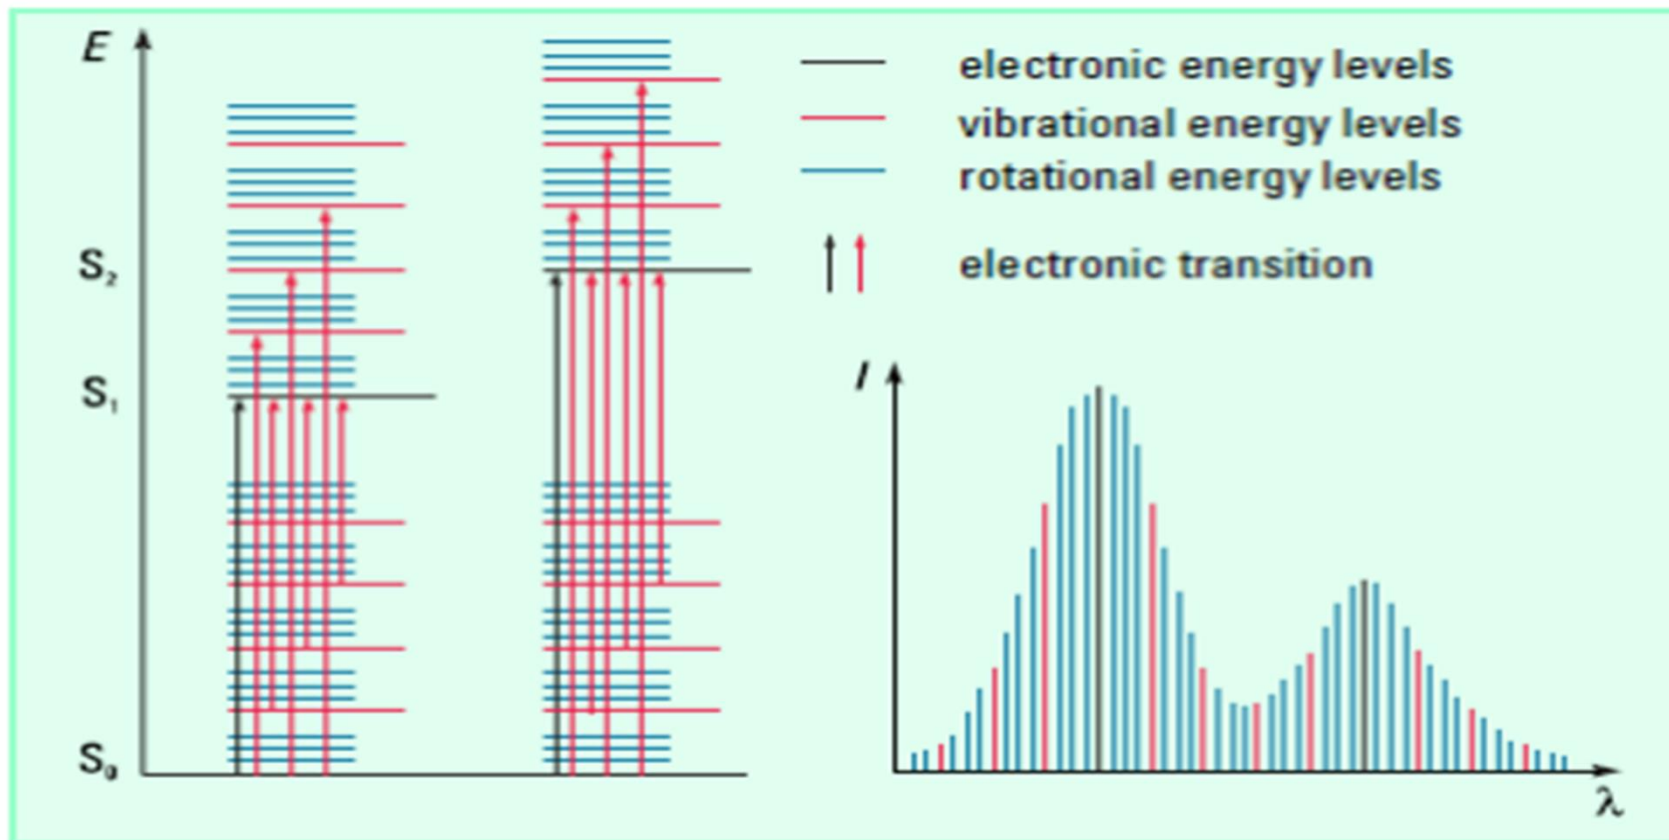 E
electronic energy levels
vibrational energy levels
rotational energy levels
S₂
electronic transition
I
S₁
S₀
λ